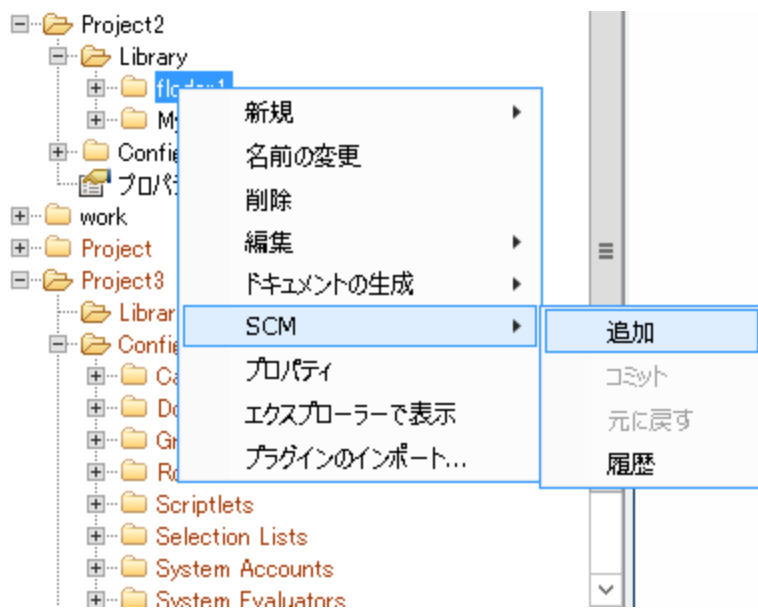 Project2
Library
新規
名前の変更
削除
編集
ドキュメントの生成
SCM
追加
コミット
元に戻す
履歴
プロパティ
エクスプローラーで表示
プラグインのインポート...
work
Project
Project3
Scriptlets
Selection Lists
System Accounts
System Evaluators